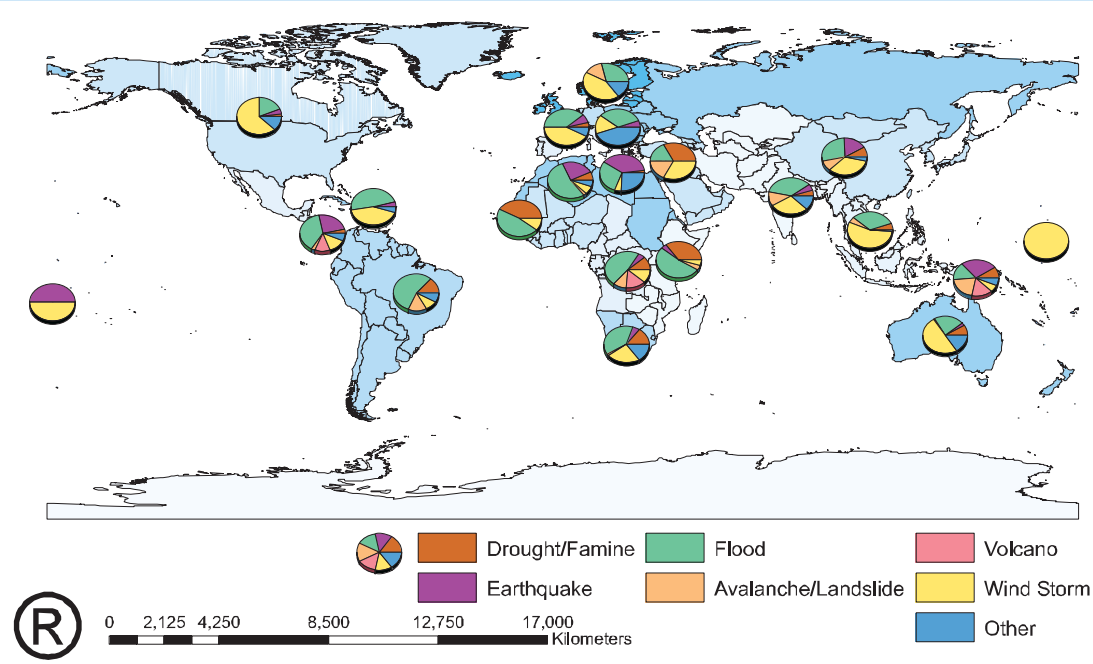 Drought/Famine Flood Volcano
Earthquake Avalanche/Landslide Wind Storm
Other
R
0 2,125 4,250 8,500 12,750 17,000
Kilometers